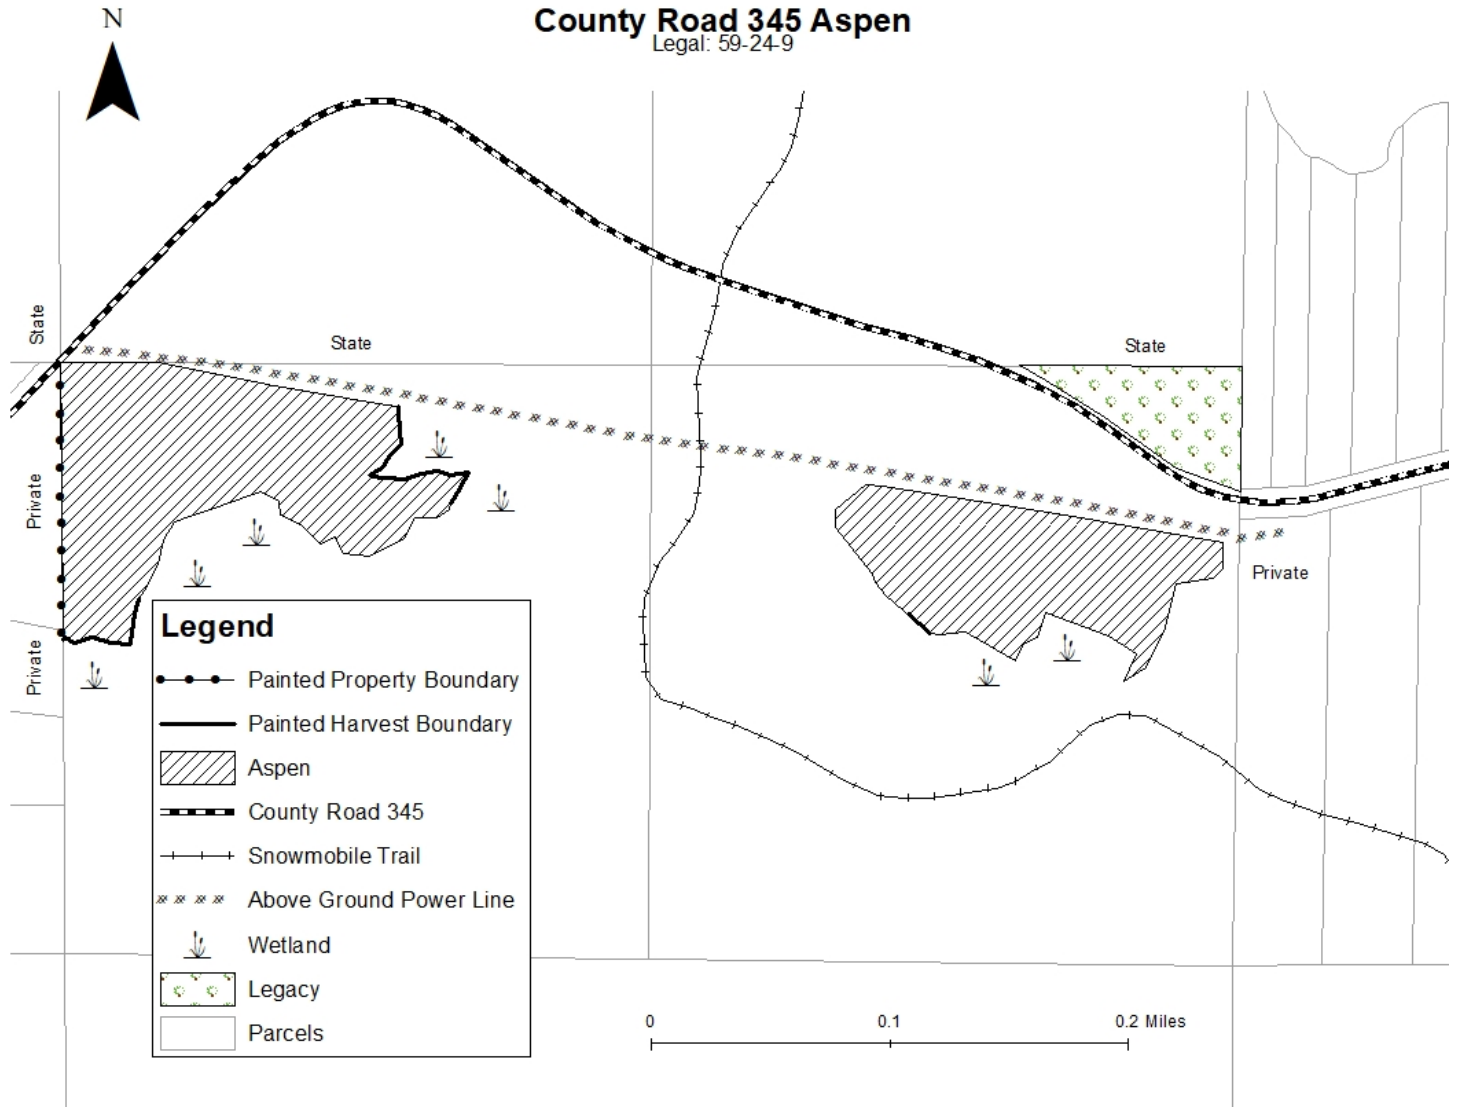 County Road 345 Aspen
Legal: 59-24-9
N
State
State
State
Private
Private
Private
Legend
Painted Property Boundary
Painted Harvest Boundary
Aspen
County Road 345
Snowmobile Trail
Above Ground Power Line
Wetland
Legacy
Parcels
0 0.1 0.2 Miles